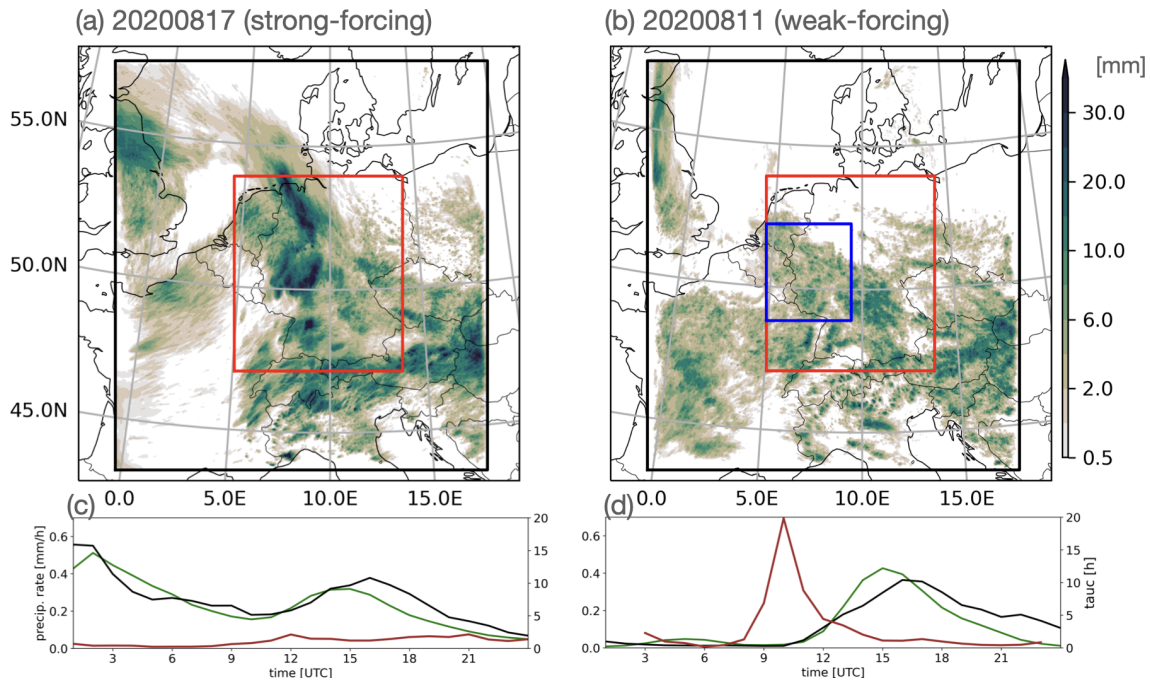 (a) 20200817 (strong-forcing)
(b) 20200811 (weak-forcing)
[mm]
55.0N
50.0N
45.0N
30.0
20.0
10.0
6.0
2.0
0.5
0.0 5.0E 10.0E 15.0E
0.0 5.0E 10.0E 15.0E
(c)
precip. rate [mm/h]
0.6
0.4
0.2
0.0
20
15
10
5
0
3 6 9 12 15 18 21
time [UTC]
(d)
0.6
0.4
0.2
0.0
20
15
10
5
0
tauc [h]
3 6 9 12 15 18 21
time [UTC]